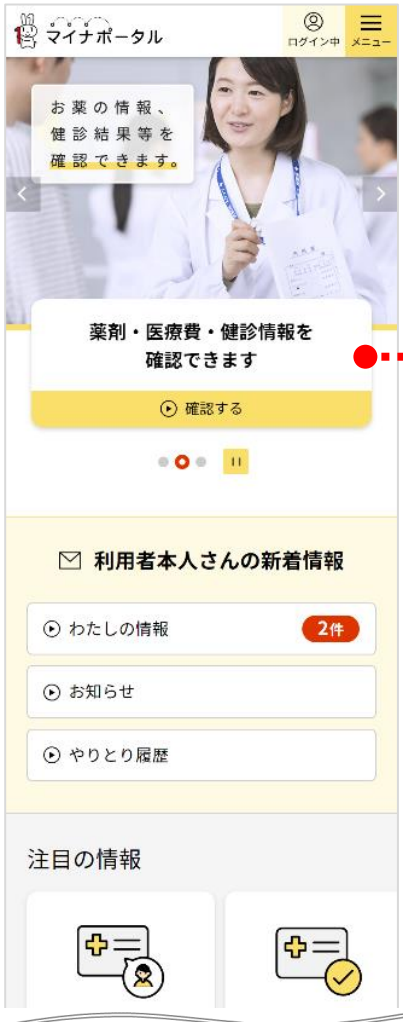 マイナポータル
ログイン中
メニュー
お薬の情報、
健診結果等を
確認できます。
薬剤・医療費・健診情報を
確認できます
確認する
利用者本人さんの新着情報
わたしの情報
2件
お知らせ
やりとり履歴
注目の情報